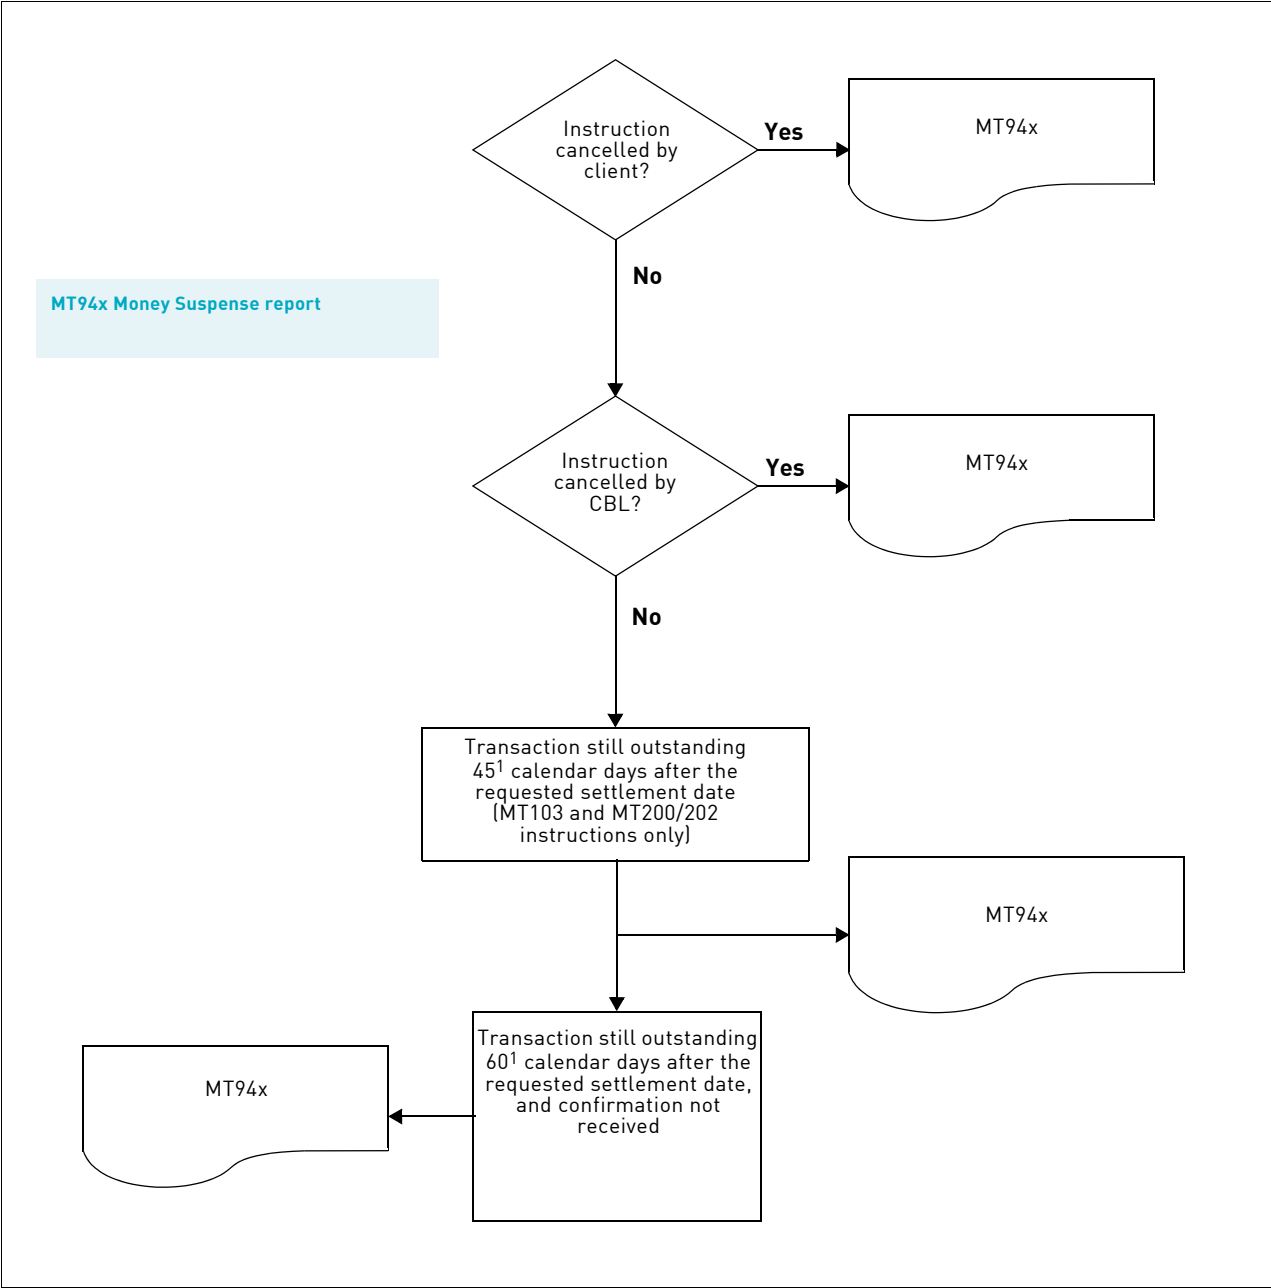 Instruction
cancelled by
client?
Yes
MT94x
No
MT94x Money Suspense report
Instruction
cancelled by
CBL?
Yes
MT94x
No
Transaction still outstanding
45¹ calendar days after the
requested settlement date
(MT103 and MT200/202
instructions only)
MT94x
Transaction still outstanding
60¹ calendar days after the
requested settlement date,
and confirmation not
received
MT94x